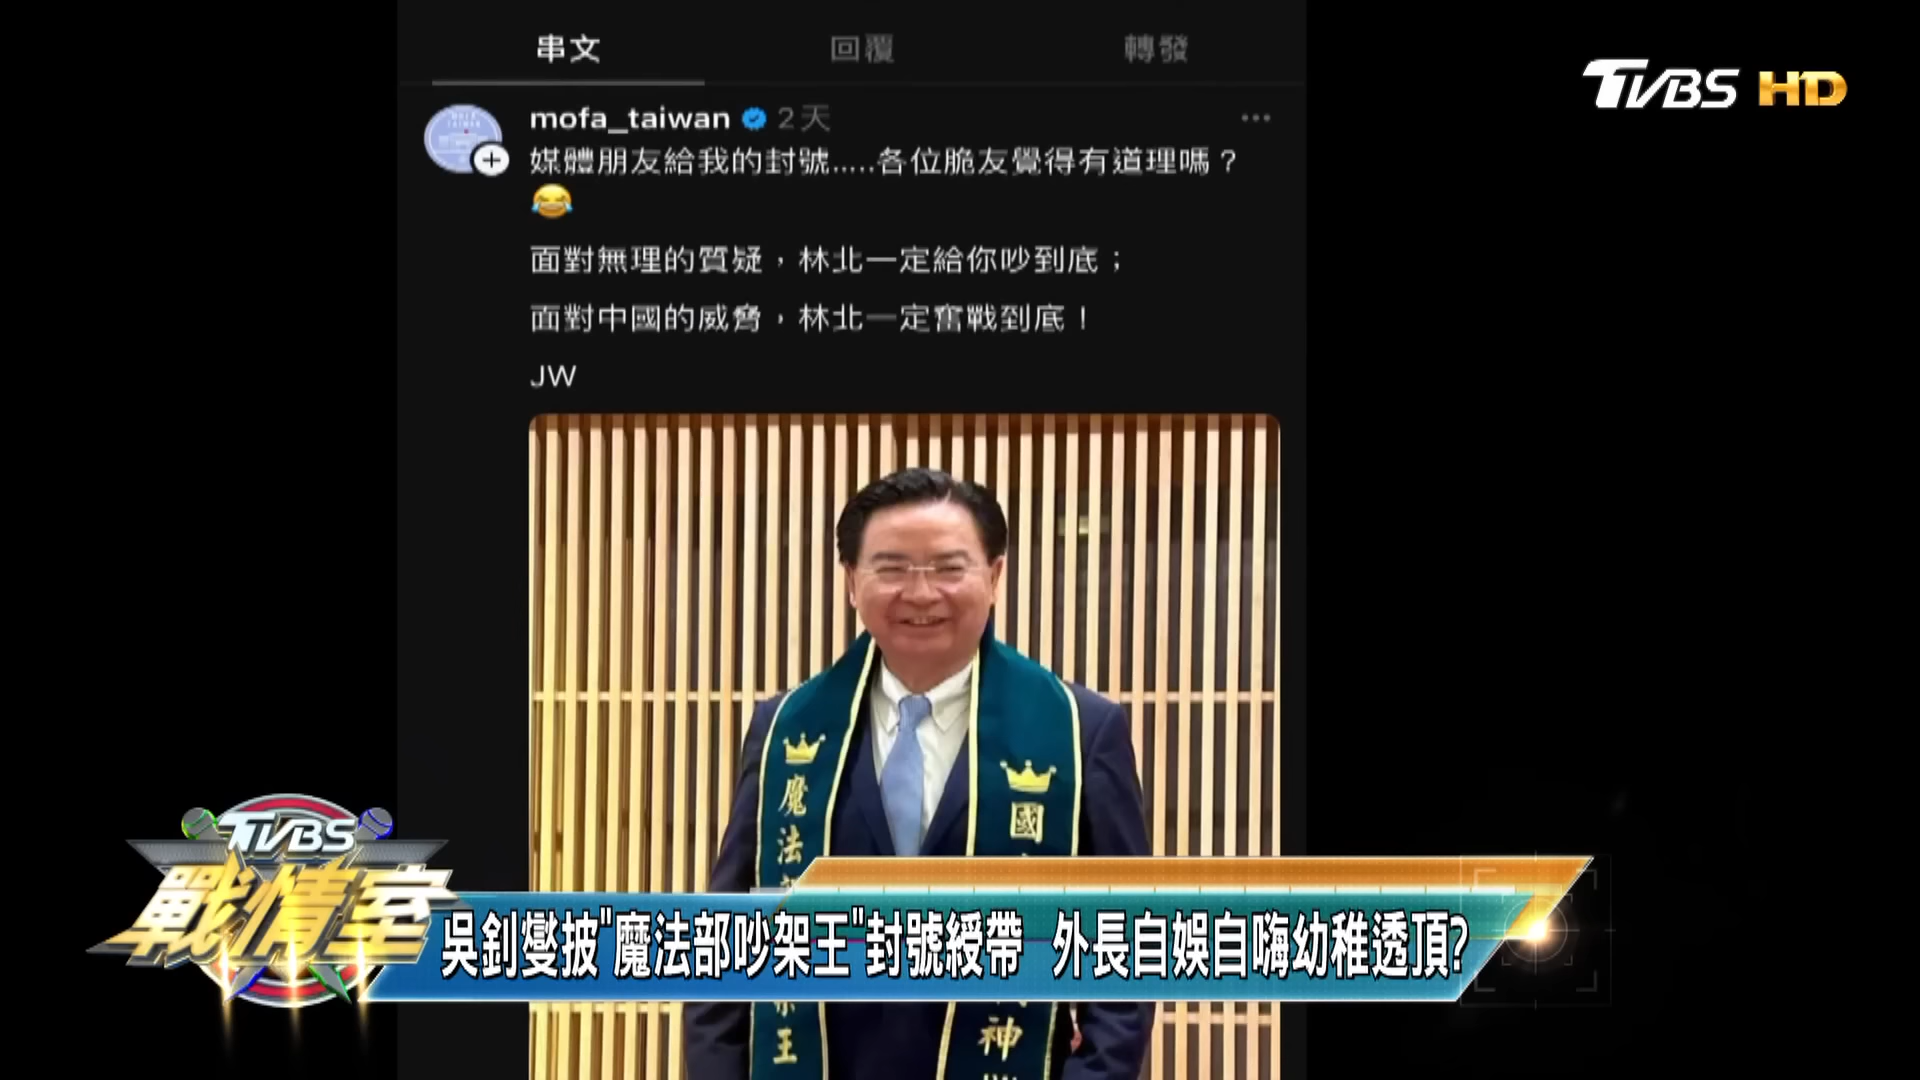 串文 回覆 轉發
TVBS HD
mofa_taiwan 2天
媒體朋友給我的封號.....各位脆友覺得有道理嗎？
😂
面對無理的質疑，林北一定給你吵到底；
面對中國的威脅，林北一定奮戰到底！
JW
魔法
王
國
神
TVBS
戰情室
吳釗燮披"魔法部吵架王"封號綬帶 外長自娛自嗨幼稚透頂?